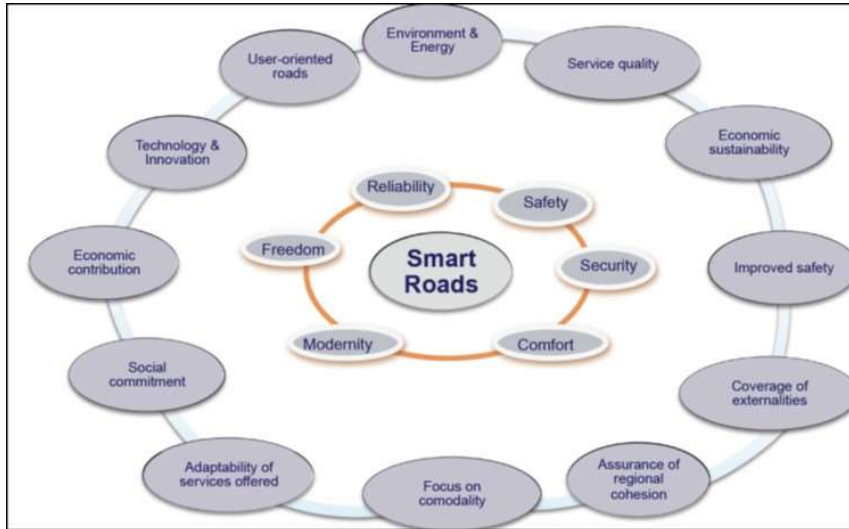 Environment &
Energy
User-oriented
roads
Service quality
Technology &
Innovation
Economic
sustainability
Reliability
Safety
Economic
contribution
Freedom
Smart
Roads
Security
Improved safety
Modernity
Comfort
Social
commitment
Coverage of
externalities
Adaptability of
services offered
Focus on
comodality
Assurance of
regional
cohesion